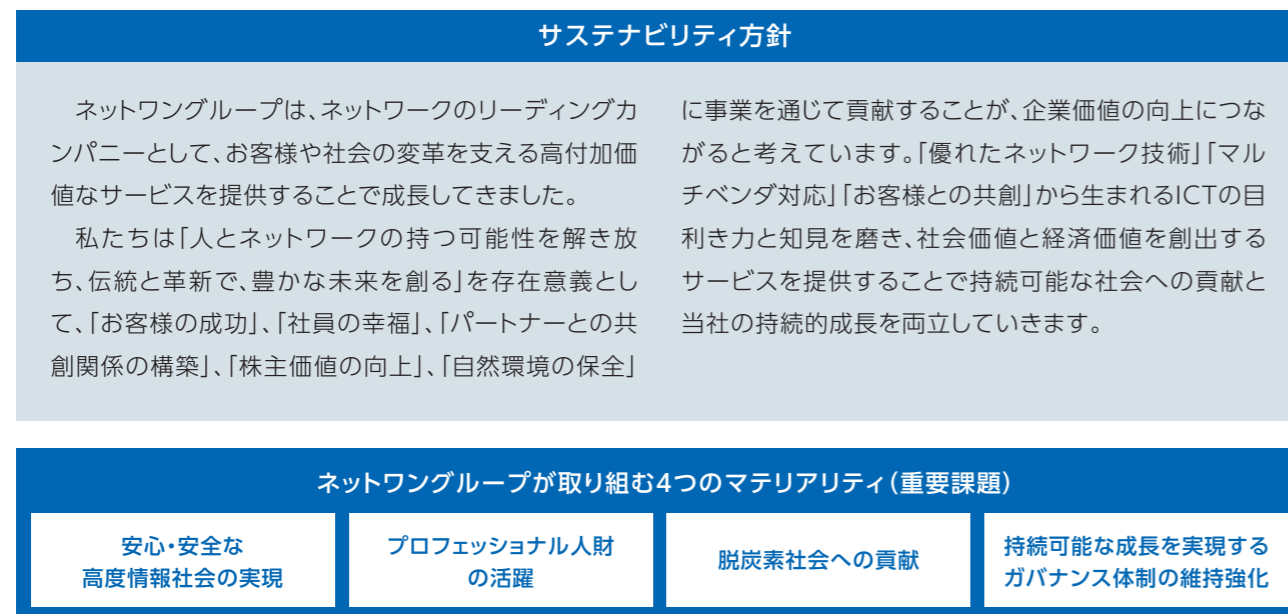 サステナビリティ方針
ネットワングループは、ネットワークのリーディングカ
ンパニーとして、お客様や社会の変革を支える高付加価
値なサービスを提供することで成長してきました。
私たちは「人とネットワークの持つ可能性を解き放
ち、伝統と革新で、豊かな未来を創る」を存在意義とし
て、「お客様の成功」、「社員の幸福」、「パートナーとの共
創関係の構築」、「株主価値の向上」、「自然環境の保全」
に事業を通じて貢献することが、企業価値の向上につな
がると考えています。「優れたネットワーク技術」「マル
チベンダ対応」「お客様との共創」から生まれるICTの目
利き力と知見を磨き、社会価値と経済価値を創出する
サービスを提供することで持続可能な社会への貢献と
当社の持続的成長を両立していきます。
ネットワングループが取り組む4つのマテリアリティ（重要課題）
安心・安全な
高度情報社会の実現
プロフェッショナル人財
の活躍
脱炭素社会への貢献
持続可能な成長を実現する
ガバナンス体制の維持強化